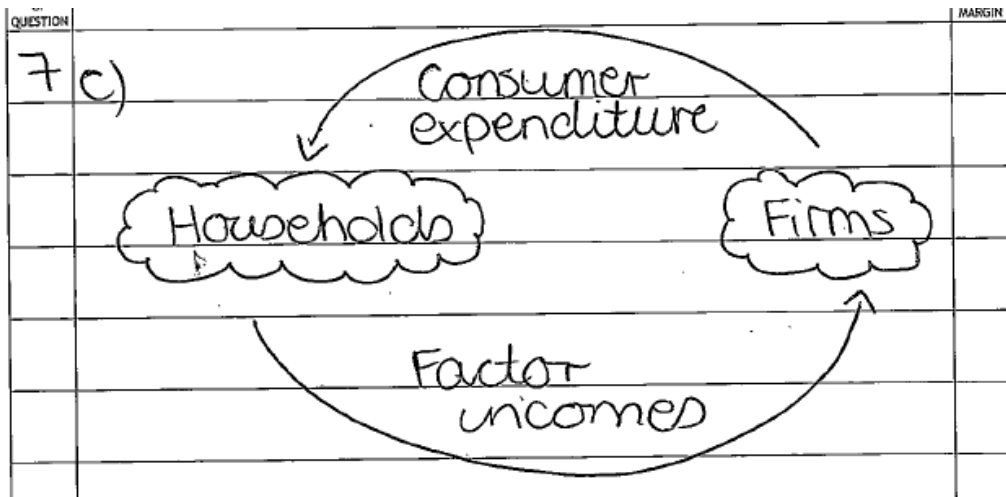 QUESTION
MARGIN
7 c)
Consumer
expenditure
Households
Firms
Factor
incomes